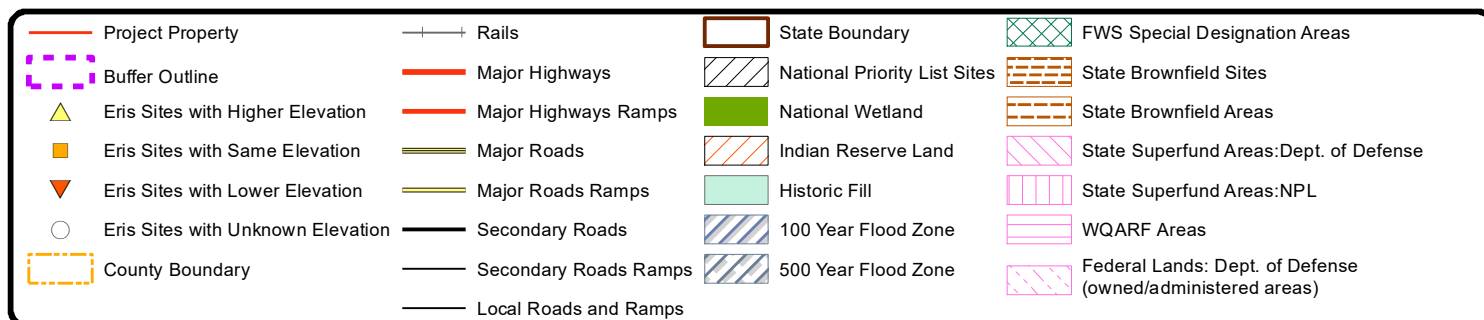 Project Property
Buffer Outline
Eris Sites with Higher Elevation
Eris Sites with Same Elevation
Eris Sites with Lower Elevation
Eris Sites with Unknown Elevation
County Boundary
Rails
Major Highways
Major Highways Ramps
Major Roads
Major Roads Ramps
Secondary Roads
Secondary Roads Ramps
Local Roads and Ramps
State Boundary
National Priority List Sites
National Wetland
Indian Reserve Land
Historic Fill
100 Year Flood Zone
500 Year Flood Zone
FWS Special Designation Areas
State Brownfield Sites
State Brownfield Areas
State Superfund Areas:Dept. of Defense
State Superfund Areas:NPL
WQARF Areas
Federal Lands: Dept. of Defense
(owned/administered areas)